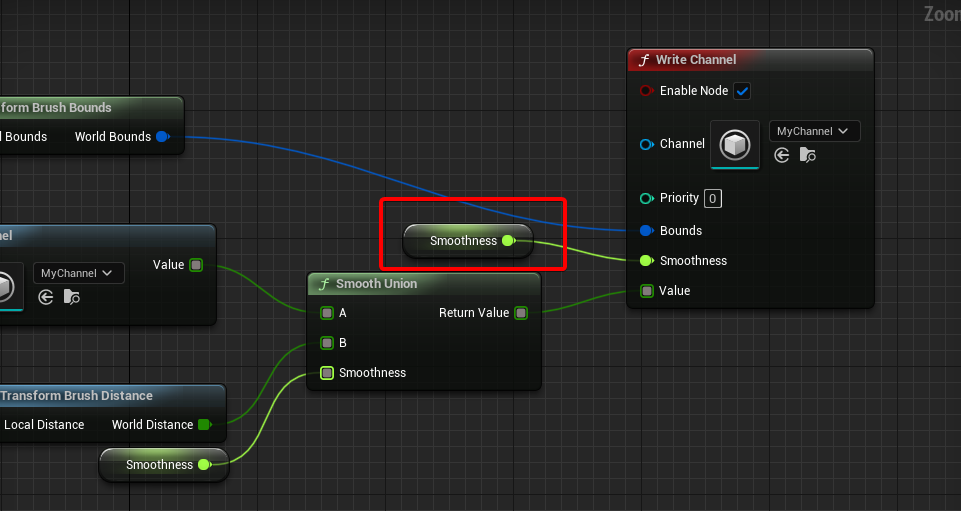 Zoon
Write Channel
form Brush Bounds
Enable Node
l Bounds
World Bounds
Channel
MyChannel
Priority
0
Bounds
Smoothness
Value
Smoothness
nel
Value
MyChannel
Smooth Union
A
Return Value
B
Smoothness
Transform Brush Distance
Local Distance
World Distance
Smoothness